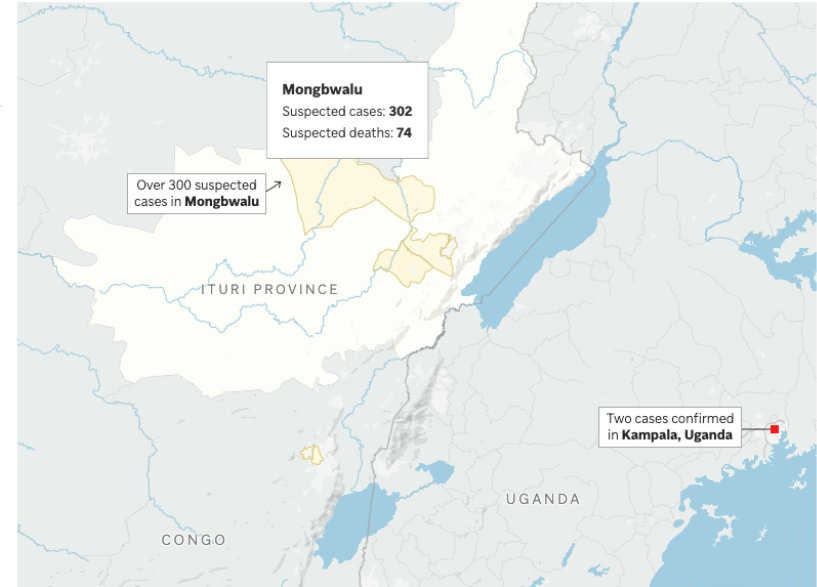 Mongbwalu
Suspected cases: 302
Suspected deaths: 74
Over 300 suspected
cases in Mongbwalu
ITURI PROVINCE
Two cases confirmed
in Kampala, Uganda
UGANDA
CONGO